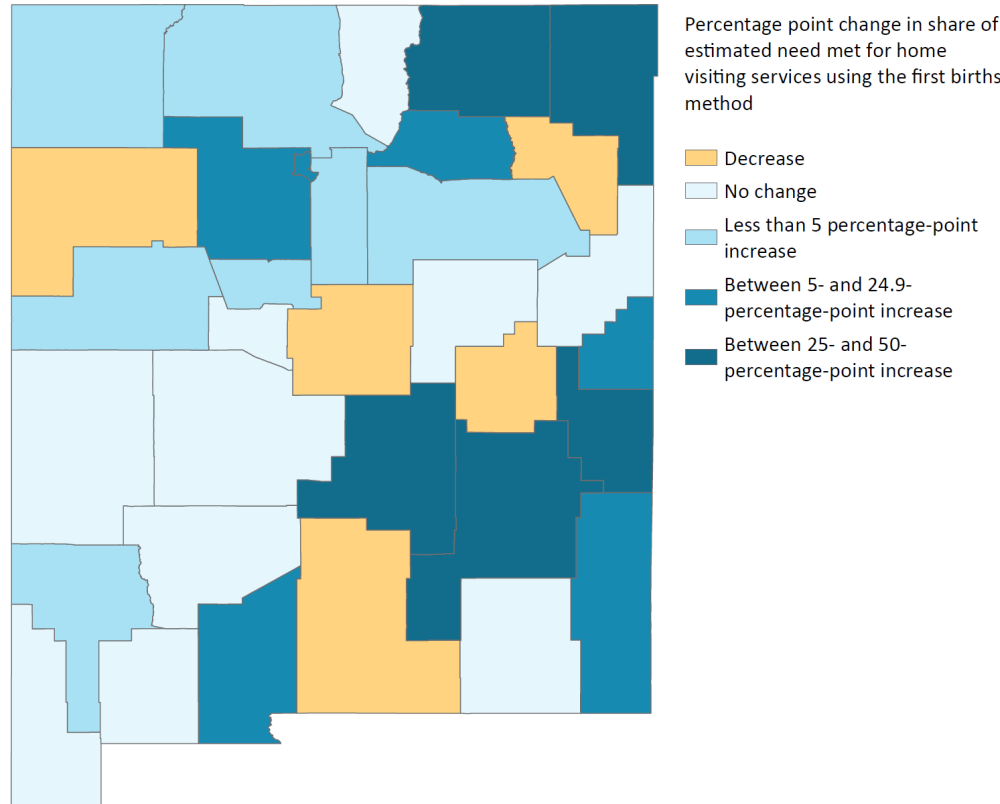 Percentage point change in share of
estimated need met for home
visiting services using the first births
method
Decrease
No change
Less than 5 percentage-point
increase
Between 5- and 24.9-
percentage-point increase
Between 25- and 50-
percentage-point increase